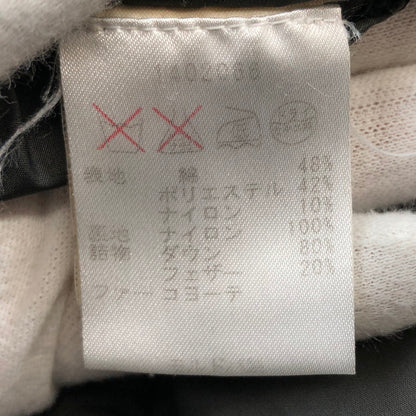 1402068
表地 綿 48%
ポリエステル 42%
ナイロン 10%
裏地 ナイロン 100%
詰物 ダウン 80%
フェザー 20%
ファー コヨーテ